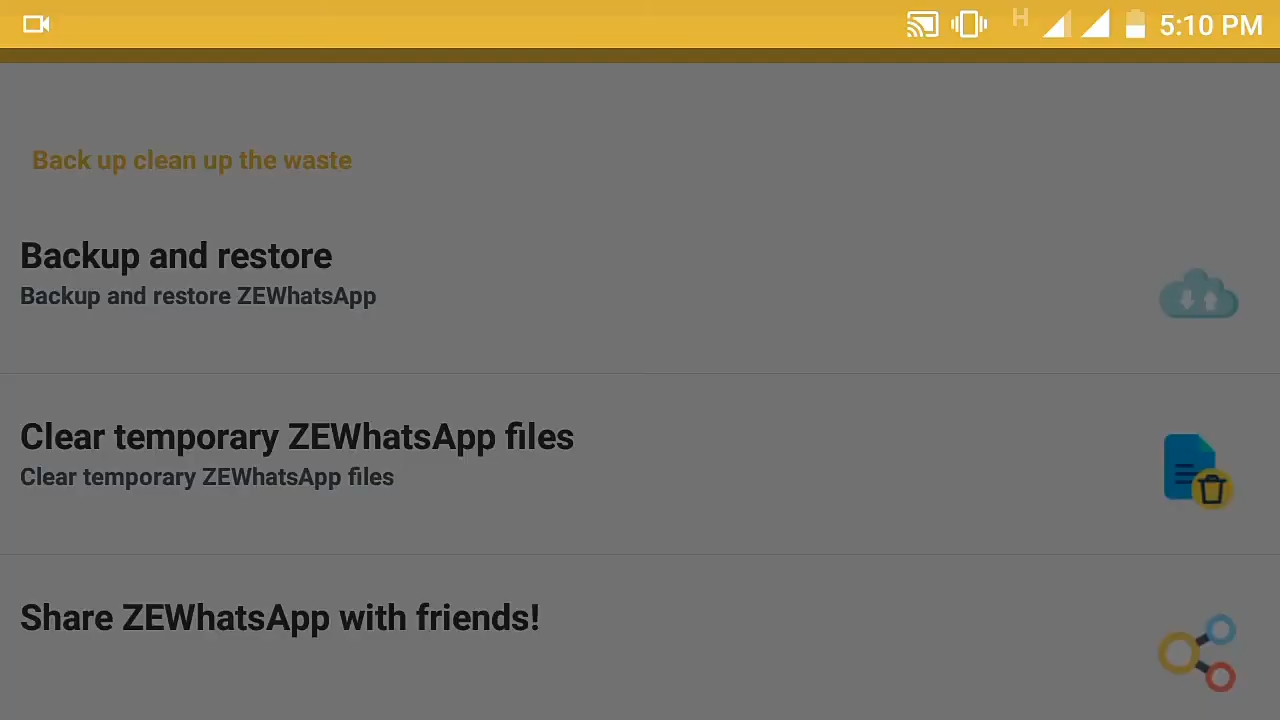 H 5:10 PM
Back up clean up the waste
Backup and restore
Backup and restore ZEWhatsApp
Clear temporary ZEWhatsApp files
Clear temporary ZEWhatsApp files
Share ZEWhatsApp with friends!